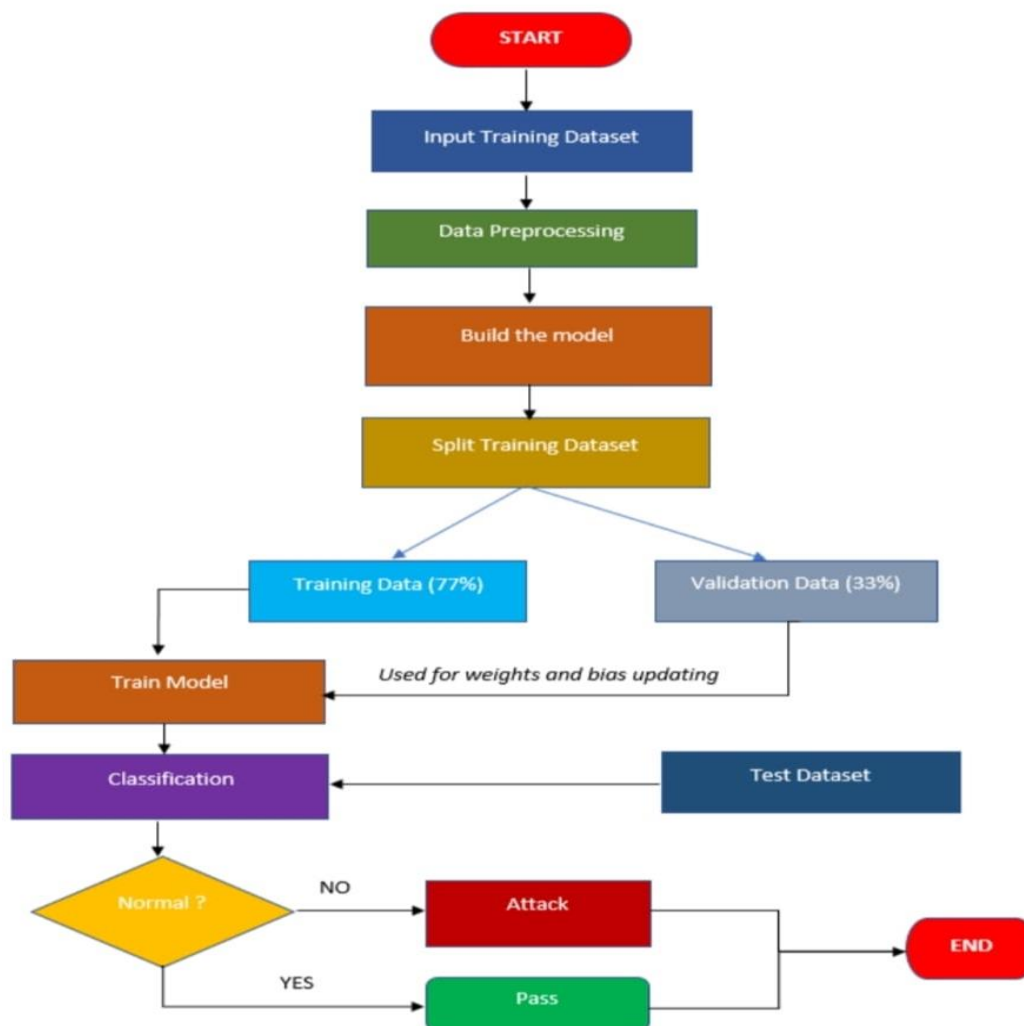 START
Input Training Dataset
Data Preprocessing
Build the model
Split Training Dataset
Training Data (77%)
Validation Data (33%)
Used for weights and bias updating
Train Model
Classification
Test Dataset
Normal ?
NO
Attack
END
YES
Pass